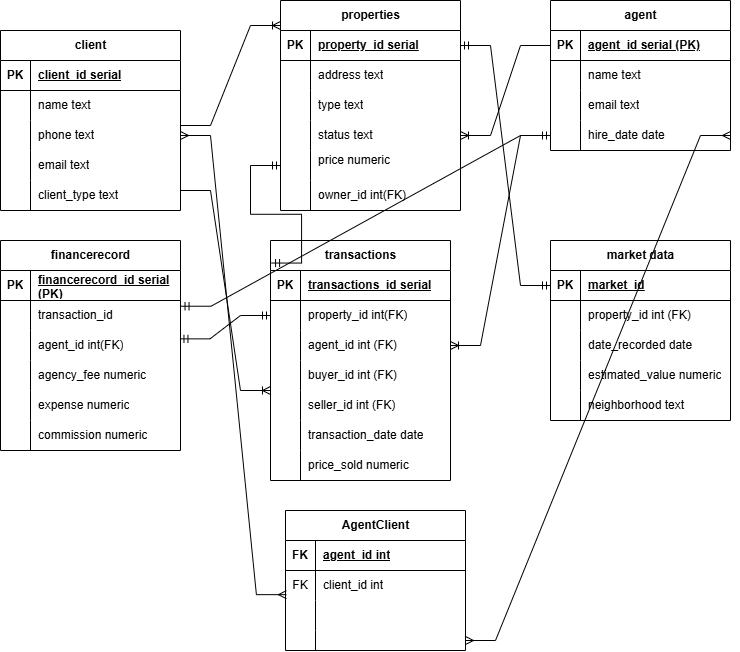 client
PK client_id serial
name text
phone text
email text
client_type text
properties
PK property_id serial
address text
type text
status text
price numeric
owner_id int(FK)
agent
PK agent_id serial (PK)
name text
email text
hire_date date
financerecord
PK financerecord_id serial
(PK)
transaction_id
agent_id int(FK)
agency_fee numeric
expense numeric
commission numeric
transactions
PK transactions_id serial
property_id int(FK)
agent_id int (FK)
buyer_id int (FK)
seller_id int (FK)
transaction_date date
price_sold numeric
market data
PK market_id
property_id int (FK)
date_recorded date
estimated_value numeric
neighborhood text
AgentClient
FK agent_id int
FK client_id int